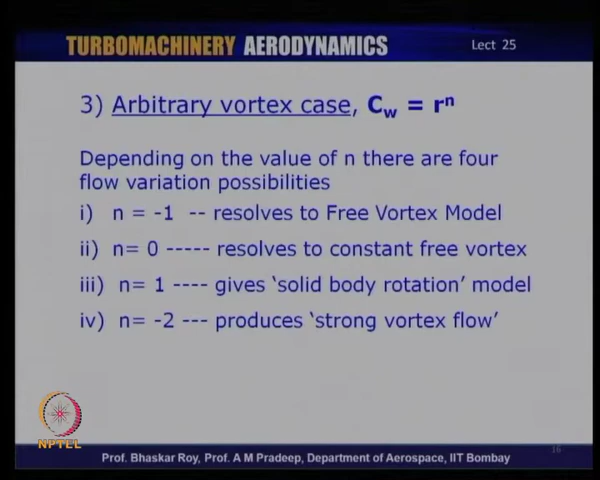 TURBOMACHINERY AERODYNAMICS
Lect 25
3) Arbitrary vortex case, Cw = rⁿ
Depending on the value of n there are four
flow variation possibilities
i) n = -1 -- resolves to Free Vortex Model
ii) n= 0 ----- resolves to constant free vortex
iii) n= 1 ---- gives ‘solid body rotation’ model
iv) n= -2 --- produces ‘strong vortex flow’
NPTEL
Prof. Bhaskar Roy, Prof. A M Pradeep, Department of Aerospace, IIT Bombay
16